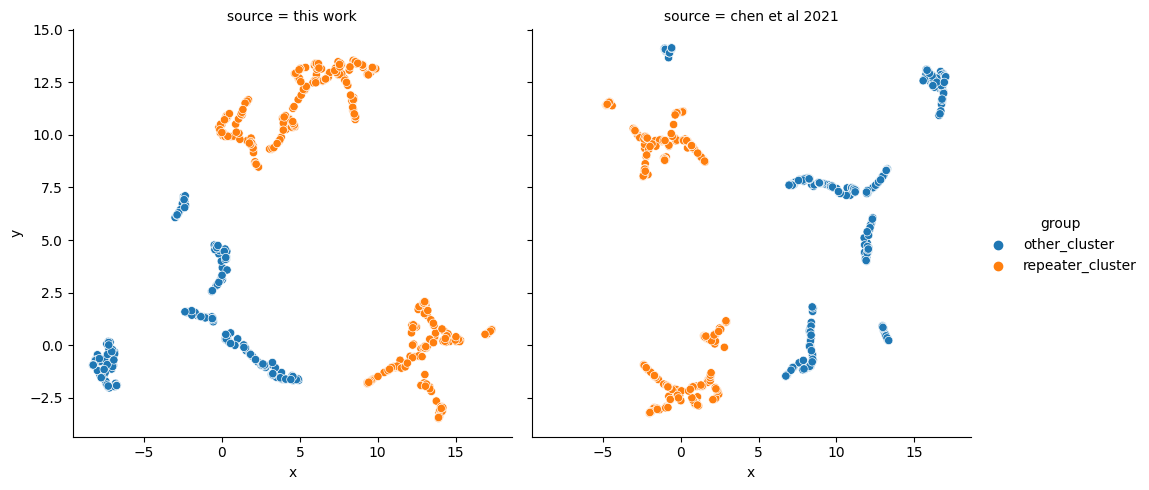 source = this work
source = chen et al 2021
15.0
12.5
10.0
7.5
5.0
2.5
0.0
−2.5
y
−5
0
5
10
15
x
−5
0
5
10
15
x
group
other_cluster
repeater_cluster